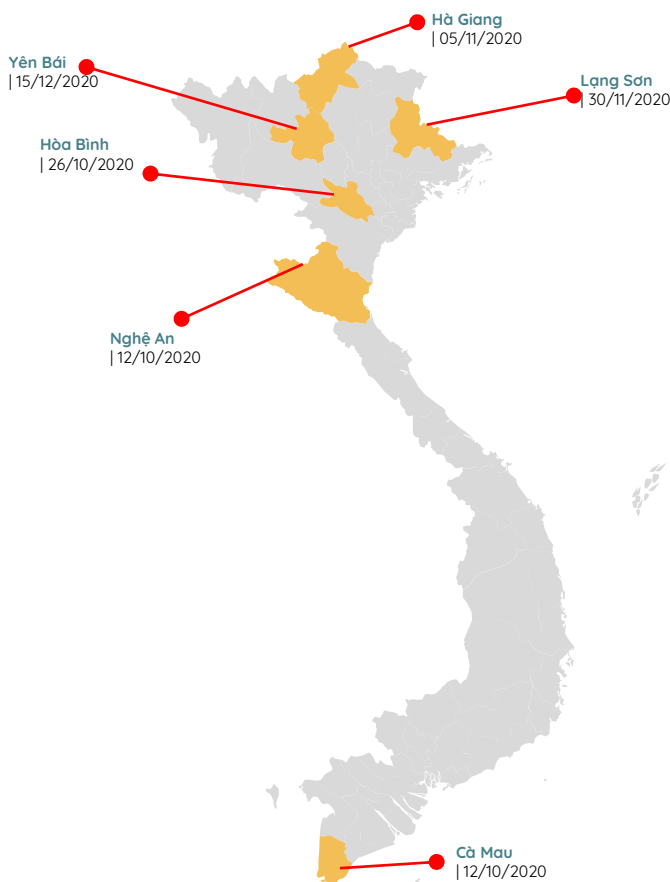 Hà Giang
| 05/11/2020
Yên Bái
| 15/12/2020
Lạng Sơn
| 30/11/2020
Hòa Bình
| 26/10/2020
Nghệ An
| 12/10/2020
Cà Mau
| 12/10/2020